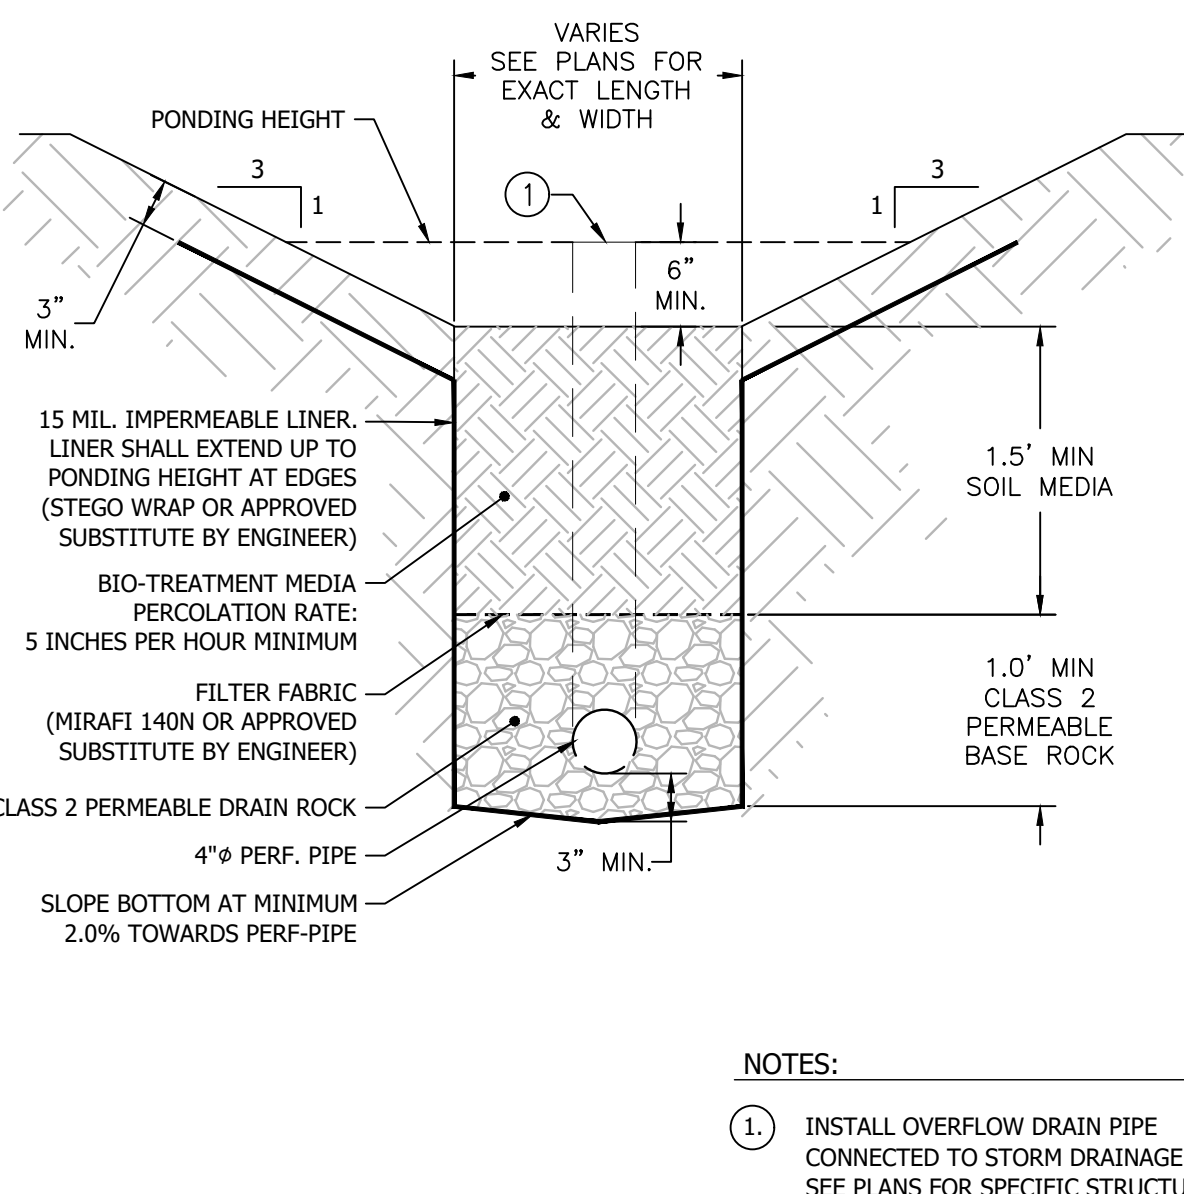 VARIES
SEE PLANS FOR
EXACT LENGTH
& WIDTH
PONDING HEIGHT
3
1
1
3
1
6"
MIN.
3"
MIN.
15 MIL. IMPERMEABLE LINER.
LINER SHALL EXTEND UP TO
PONDING HEIGHT AT EDGES
(STEGO WRAP OR APPROVED
SUBSTITUTE BY ENGINEER)
1.5' MIN
SOIL MEDIA
BIO-TREATMENT MEDIA
PERCOLATION RATE:
5 INCHES PER HOUR MINIMUM
FILTER FABRIC
(MIRAFI 140N OR APPROVED
SUBSTITUTE BY ENGINEER)
1.0' MIN
CLASS 2
PERMEABLE
BASE ROCK
CLASS 2 PERMEABLE DRAIN ROCK
4"⌀ PERF. PIPE
3" MIN.
SLOPE BOTTOM AT MINIMUM
2.0% TOWARDS PERF-PIPE
NOTES:
1. INSTALL OVERFLOW DRAIN PIPE
CONNECTED TO STORM DRAINAGE
SEE PLANS FOR SPECIFIC STRUCTU